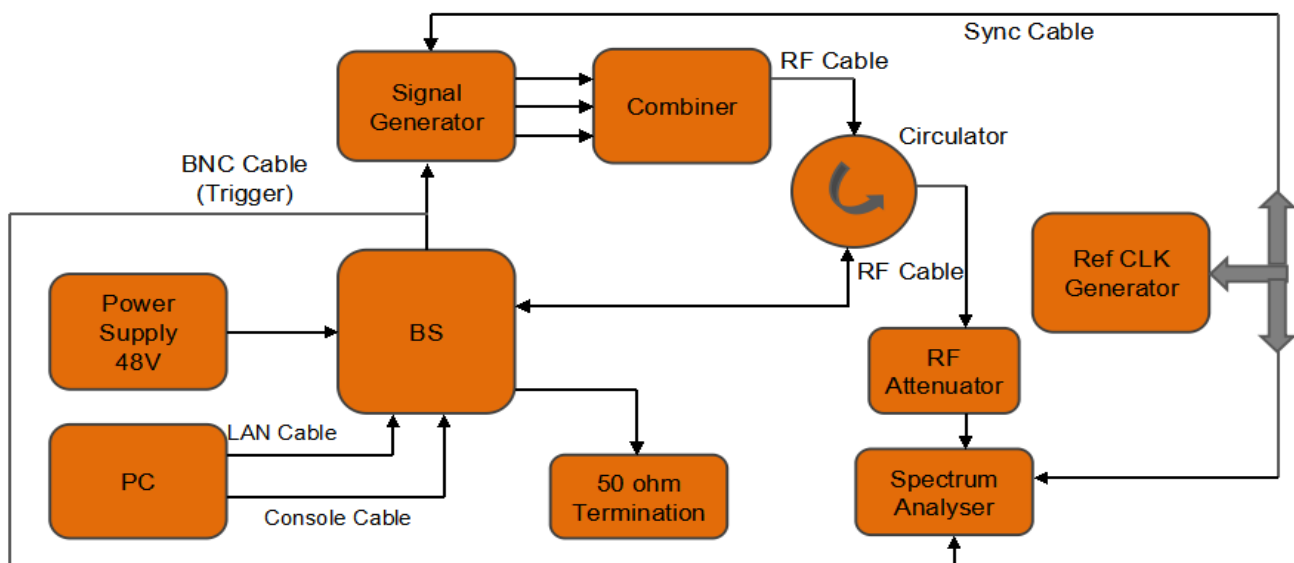 Sync Cable
RF Cable
Signal
Generator
Combiner
Circulator
BNC Cable
(Trigger)
Ref CLK
Generator
RF Cable
Power
Supply
48V
BS
RF
Attenuator
LAN Cable
PC
50 ohm
Termination
Spectrum
Analyser
Console Cable